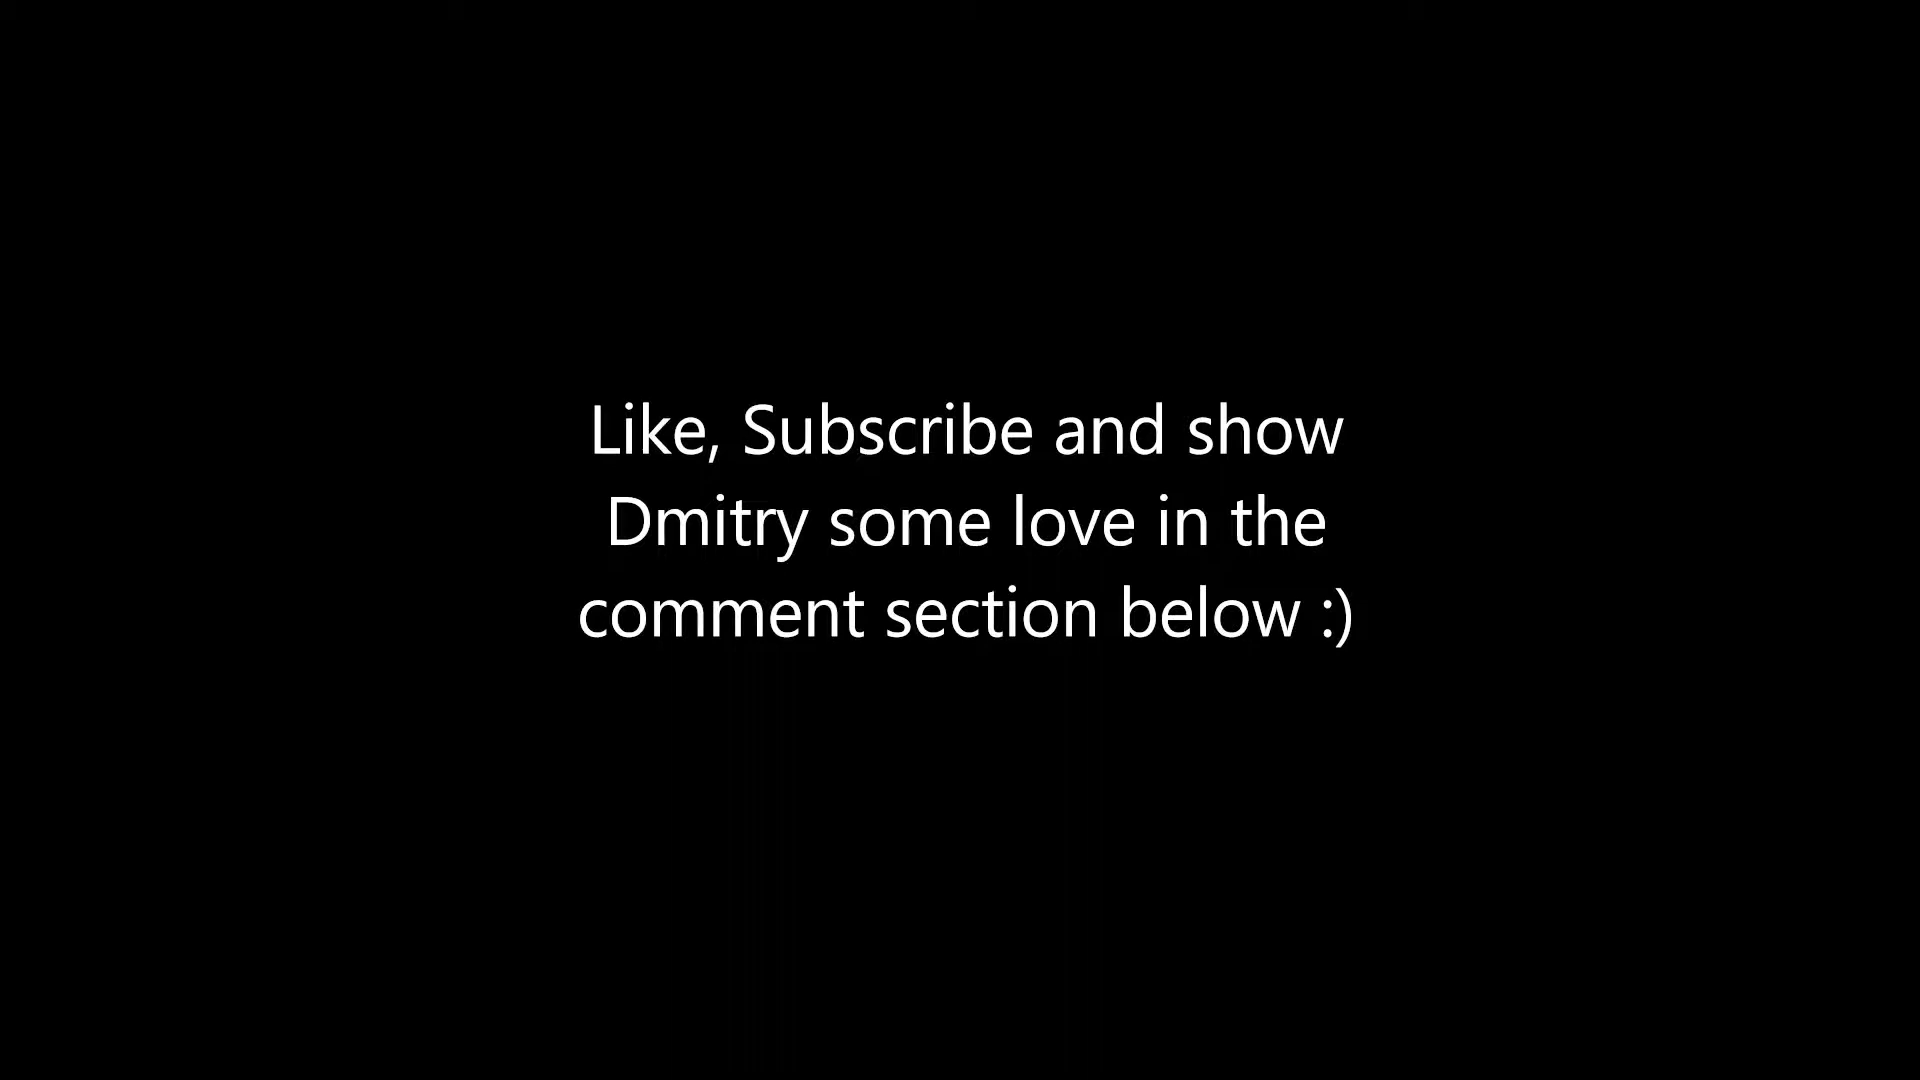 Like, Subscribe and show
Dmitry some love in the
comment section below :)